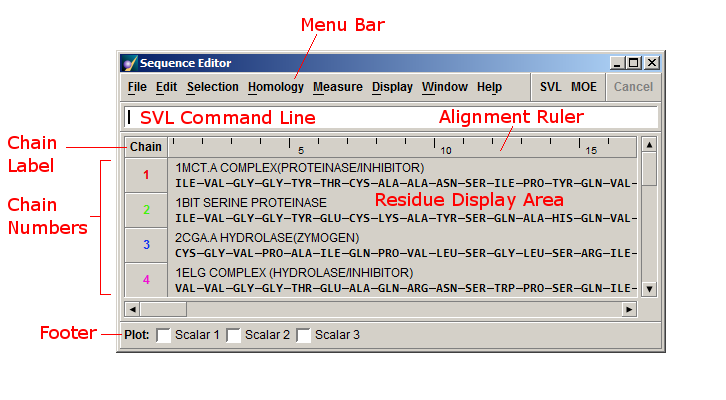 Menu Bar
Sequence Editor
File Edit Selection Homology Measure Display Window Help SVL MOE Cancel
SVL Command Line
Alignment Ruler
Chain Label
Chain
5 10 15
Chain Numbers
1
1MCT.A COMPLEX(PROTEINASE/INHIBITOR)
ILE–VAL–GLY–GLY–TYR–THR–CYS–ALA–ALA–ASN–SER–ILE–PRO–TYR–GLN–VAL–
Residue Display Area
2
1BIT SERINE PROTEINASE
ILE–VAL–GLY–GLY–TYR–GLU–CYS–LYS–ALA–TYR–SER–GLN–ALA–HIS–GLN–VAL–
3
2CGA.A HYDROLASE(ZYMOGEN)
CYS–GLY–VAL–PRO–ALA–ILE–GLN–PRO–VAL–LEU–SER–GLY–LEU–SER–ARG–ILE–
4
1ELG COMPLEX (HYDROLASE/INHIBITOR)
VAL–VAL–GLY–GLY–THR–GLU–ALA–GLN–ARG–ASN–SER–TRP–PRO–SER–GLN–ILE–
Footer
Plot: Scalar 1 Scalar 2 Scalar 3